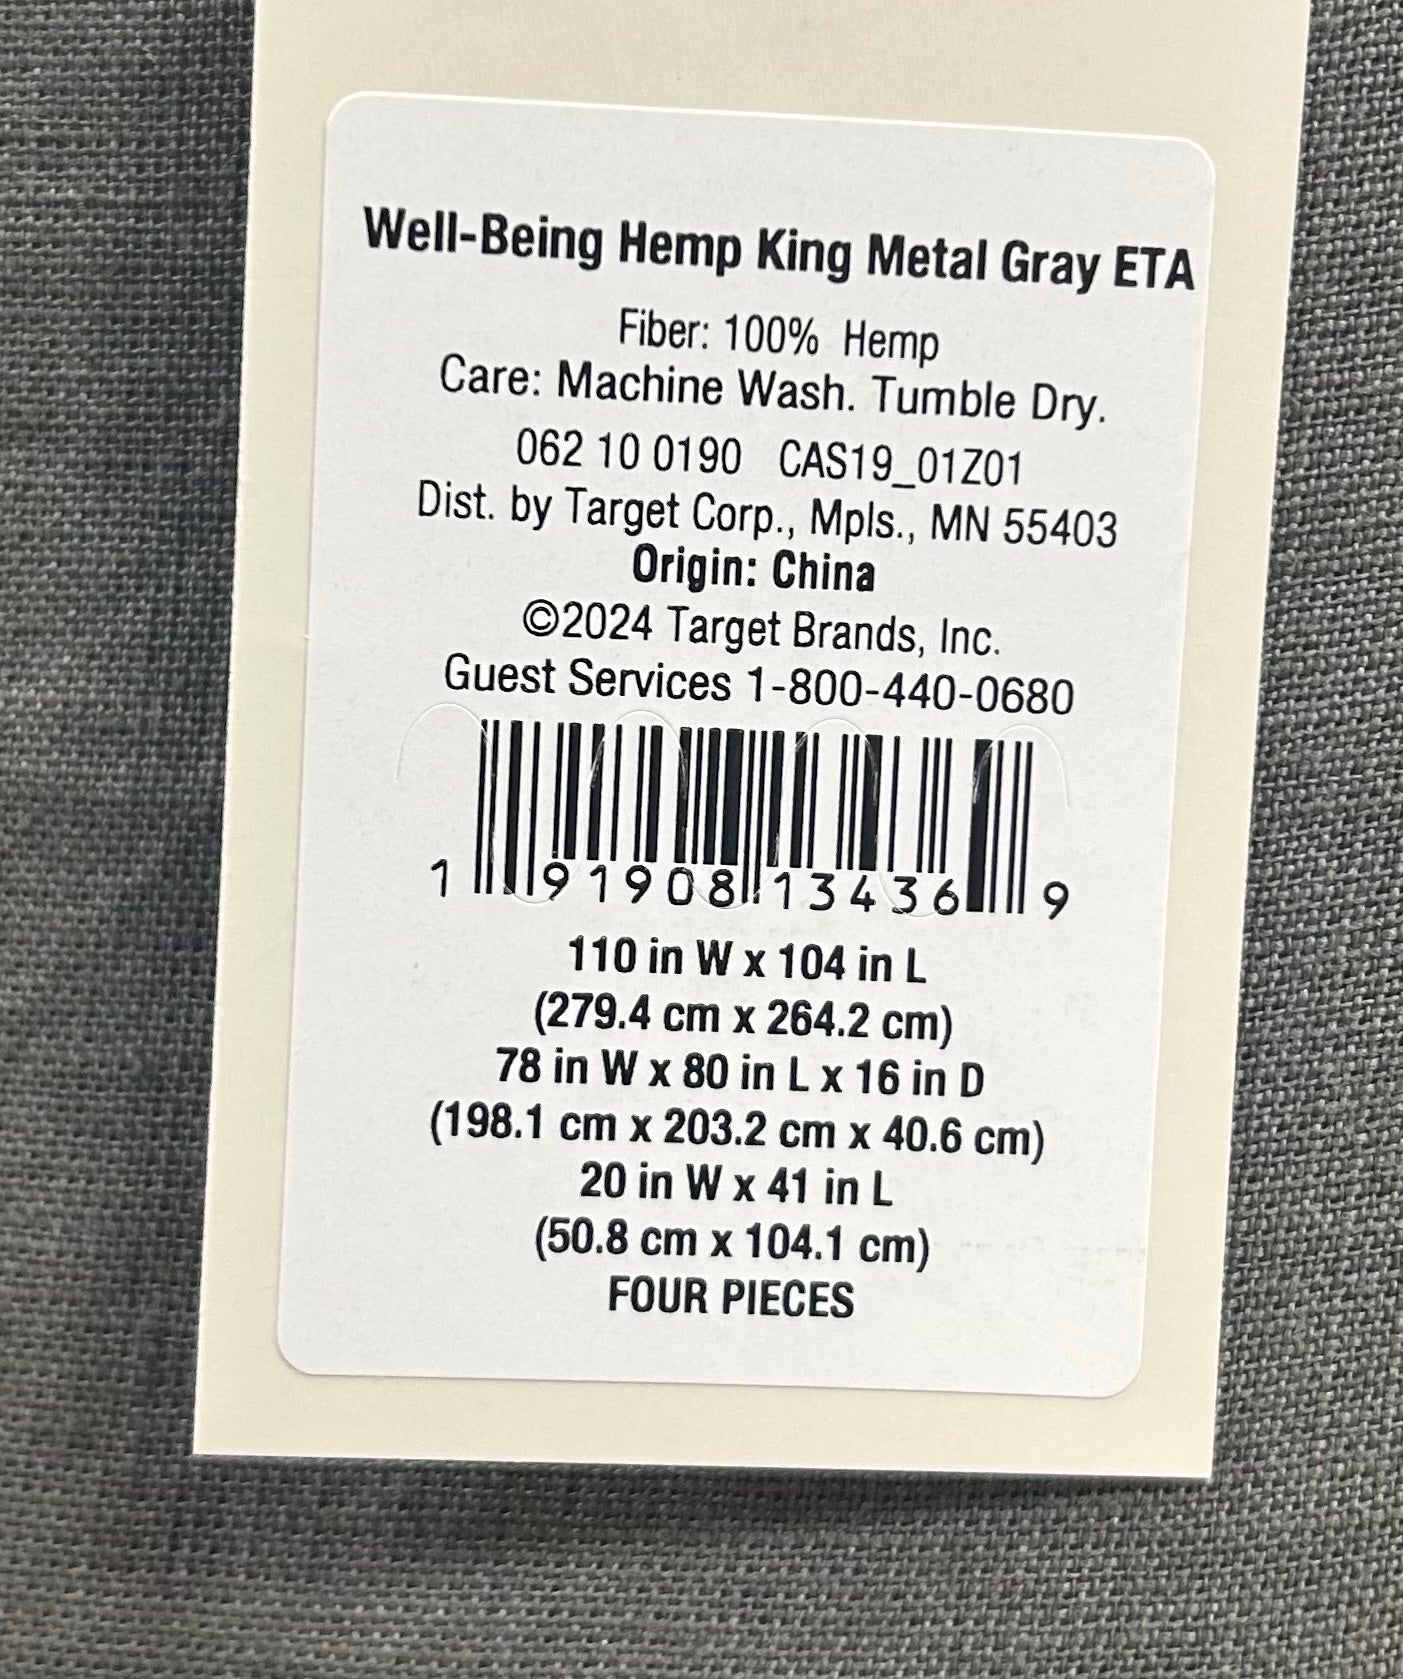 Well-Being Hemp King Metal Gray ETA
Fiber: 100% Hemp
Care: Machine Wash. Tumble Dry.
062 10 0190 CAS19_01Z01
Dist. by Target Corp., Mpls., MN 55403
Origin: China
©2024 Target Brands, Inc.
Guest Services 1-800-440-0680
1 91908 13436 9
110 in W x 104 in L
(279.4 cm x 264.2 cm)
78 in W x 80 in L x 16 in D
(198.1 cm x 203.2 cm x 40.6 cm)
20 in W x 41 in L
(50.8 cm x 104.1 cm)
FOUR PIECES